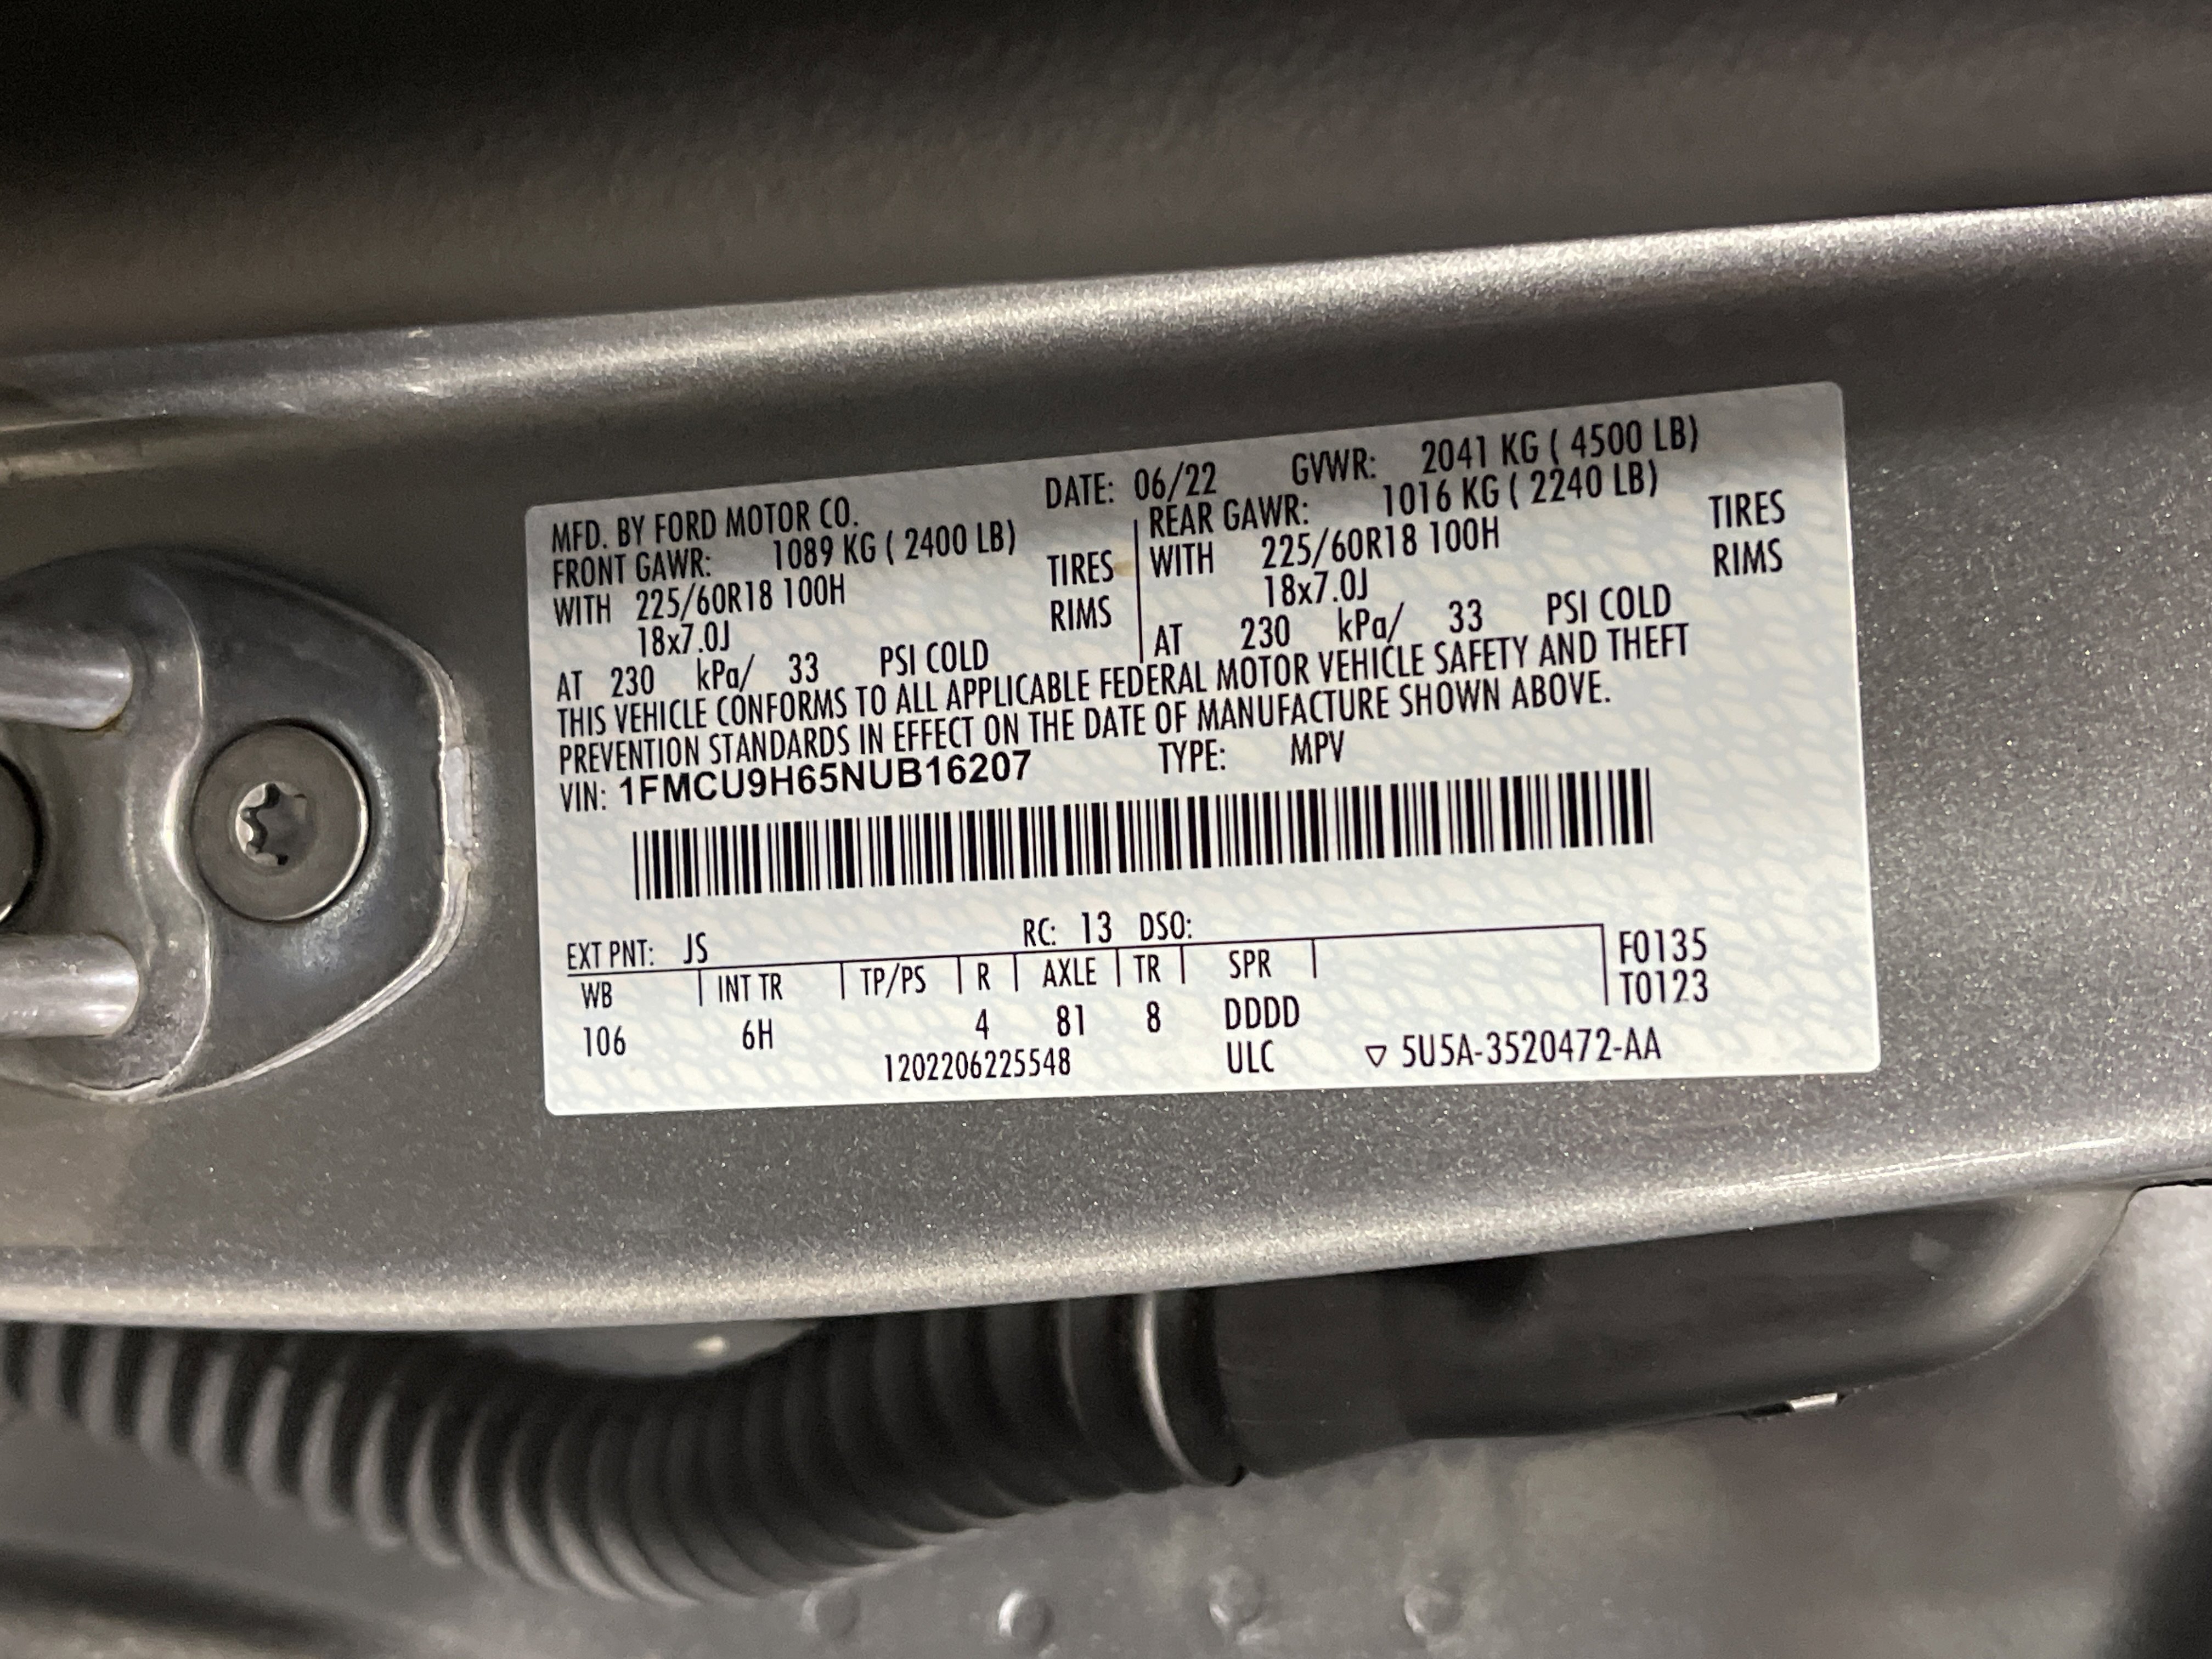 MFD. BY FORD MOTOR CO. DATE: 06/22 GVWR: 2041 KG ( 4500 LB)
FRONT GAWR: 1089 KG ( 2400 LB) REAR GAWR: 1016 KG ( 2240 LB)
WITH 225/60R18 100H TIRES WITH 225/60R18 100H TIRES
18x7.0J RIMS 18x7.0J RIMS
AT 230 kPa/ 33 PSI COLD AT 230 kPa/ 33 PSI COLD
THIS VEHICLE CONFORMS TO ALL APPLICABLE FEDERAL MOTOR VEHICLE SAFETY AND THEFT
PREVENTION STANDARDS IN EFFECT ON THE DATE OF MANUFACTURE SHOWN ABOVE.
VIN: 1FMCU9H65NUB16207 TYPE: MPV
EXT PNT: JS RC: 13 DSO:
WB INT TR TP/PS R AXLE TR SPR F0135
T0123
106 6H 4 81 8 DDDD
1202206225548 ULC ▽ 5U5A-3520472-AA